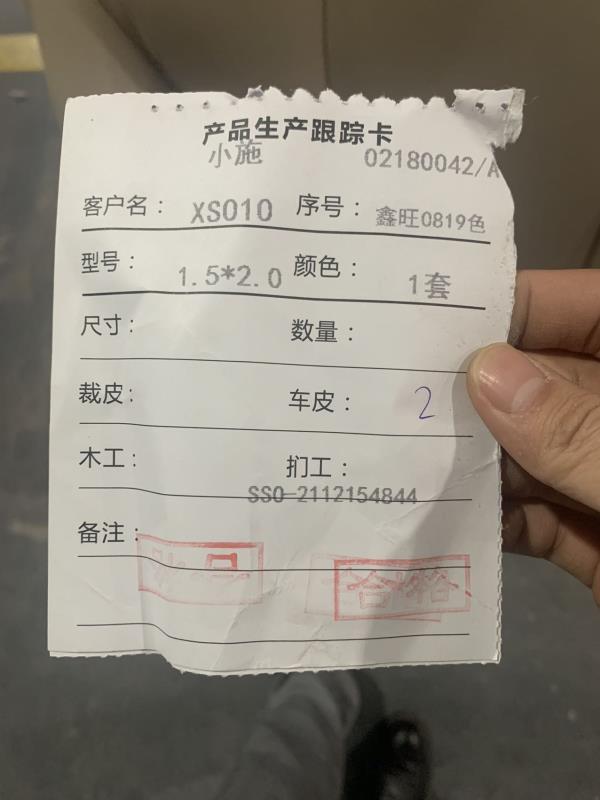 产品生产跟踪卡
小施 02180042/A
客户名： XS010 序号： 鑫旺0819色
型号： 1.5*2.0 颜色： 1套
尺寸： 数量：
裁皮： 车皮： 2
木工： 扪工：
SSO-2112154844
备注：
合格